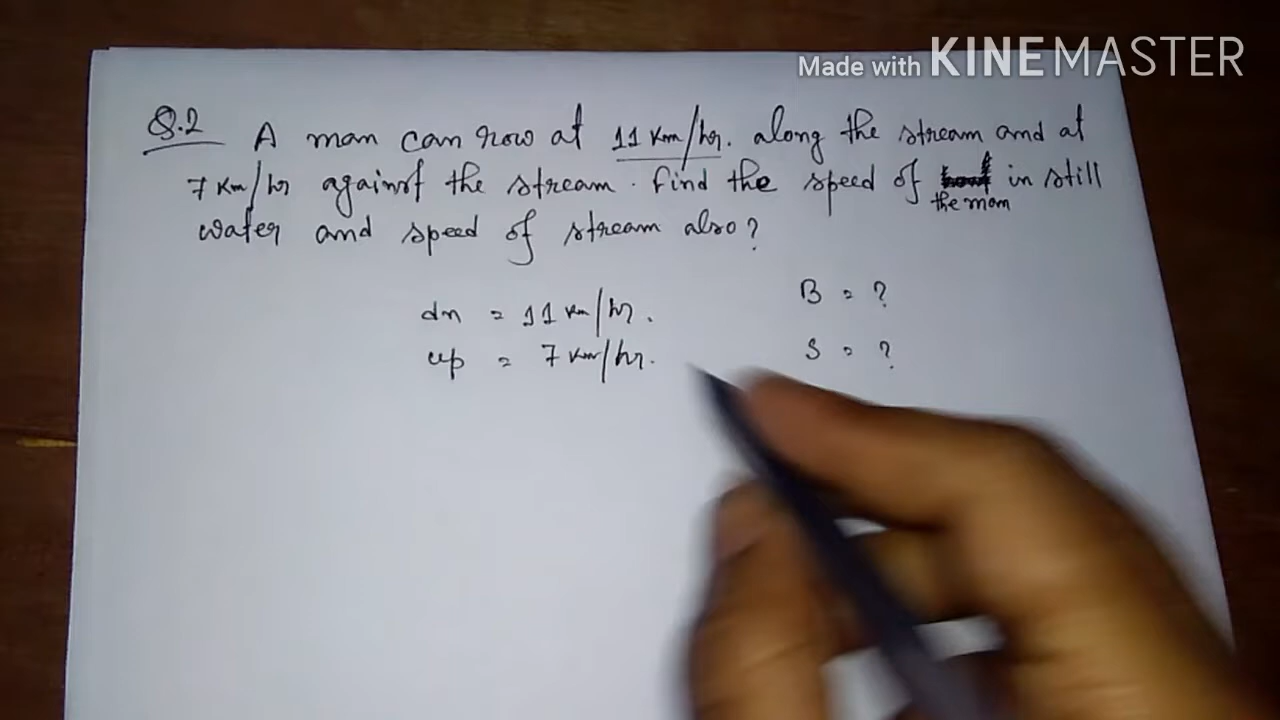 Made with KINEMASTER
Q.2 A man can row at 11 Km/hr. along the stream and at
7 Km/hr against the stream. Find the speed of in still
the man
water and speed of stream also?
dn = 11 Km/hr.
up = 7 Km/hr.
B = ?
S = ?